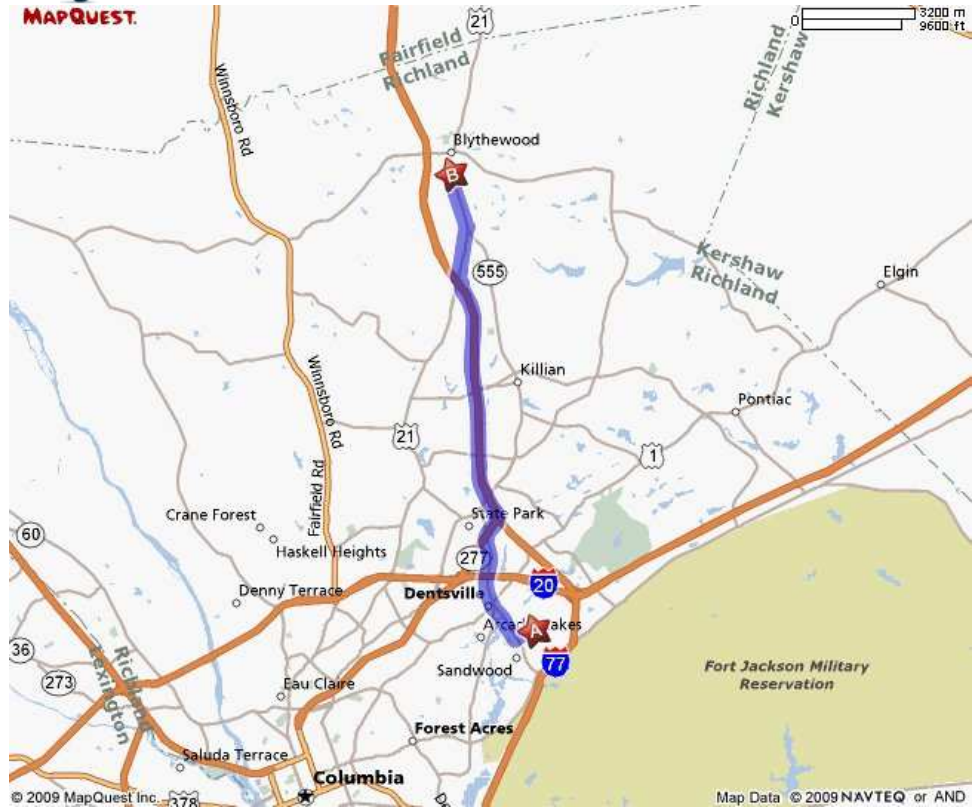 MAPQUEST.
21
3200 m
0
9600 ft
Fairfield
Richland
Richland
Kershaw
Winnsboro Rd
Blythewood
B
Kershaw
Richland
555
Elgin
Killian
Winnsboro Rd
Pontiac
21
1
Fairfield Rd
Crane Forest
State Park
60
Haskell Heights
277
20
Denny Terrace
Dentsville
A
36
Richland
Lexington
Sandwood
77
Fort Jackson Military
Reservation
273
Eau Claire
Forest Acres
Saluda Terrace
Columbia
© 2009 MapQuest Inc.
378
Map Data © 2009 NAVTEQ or AND